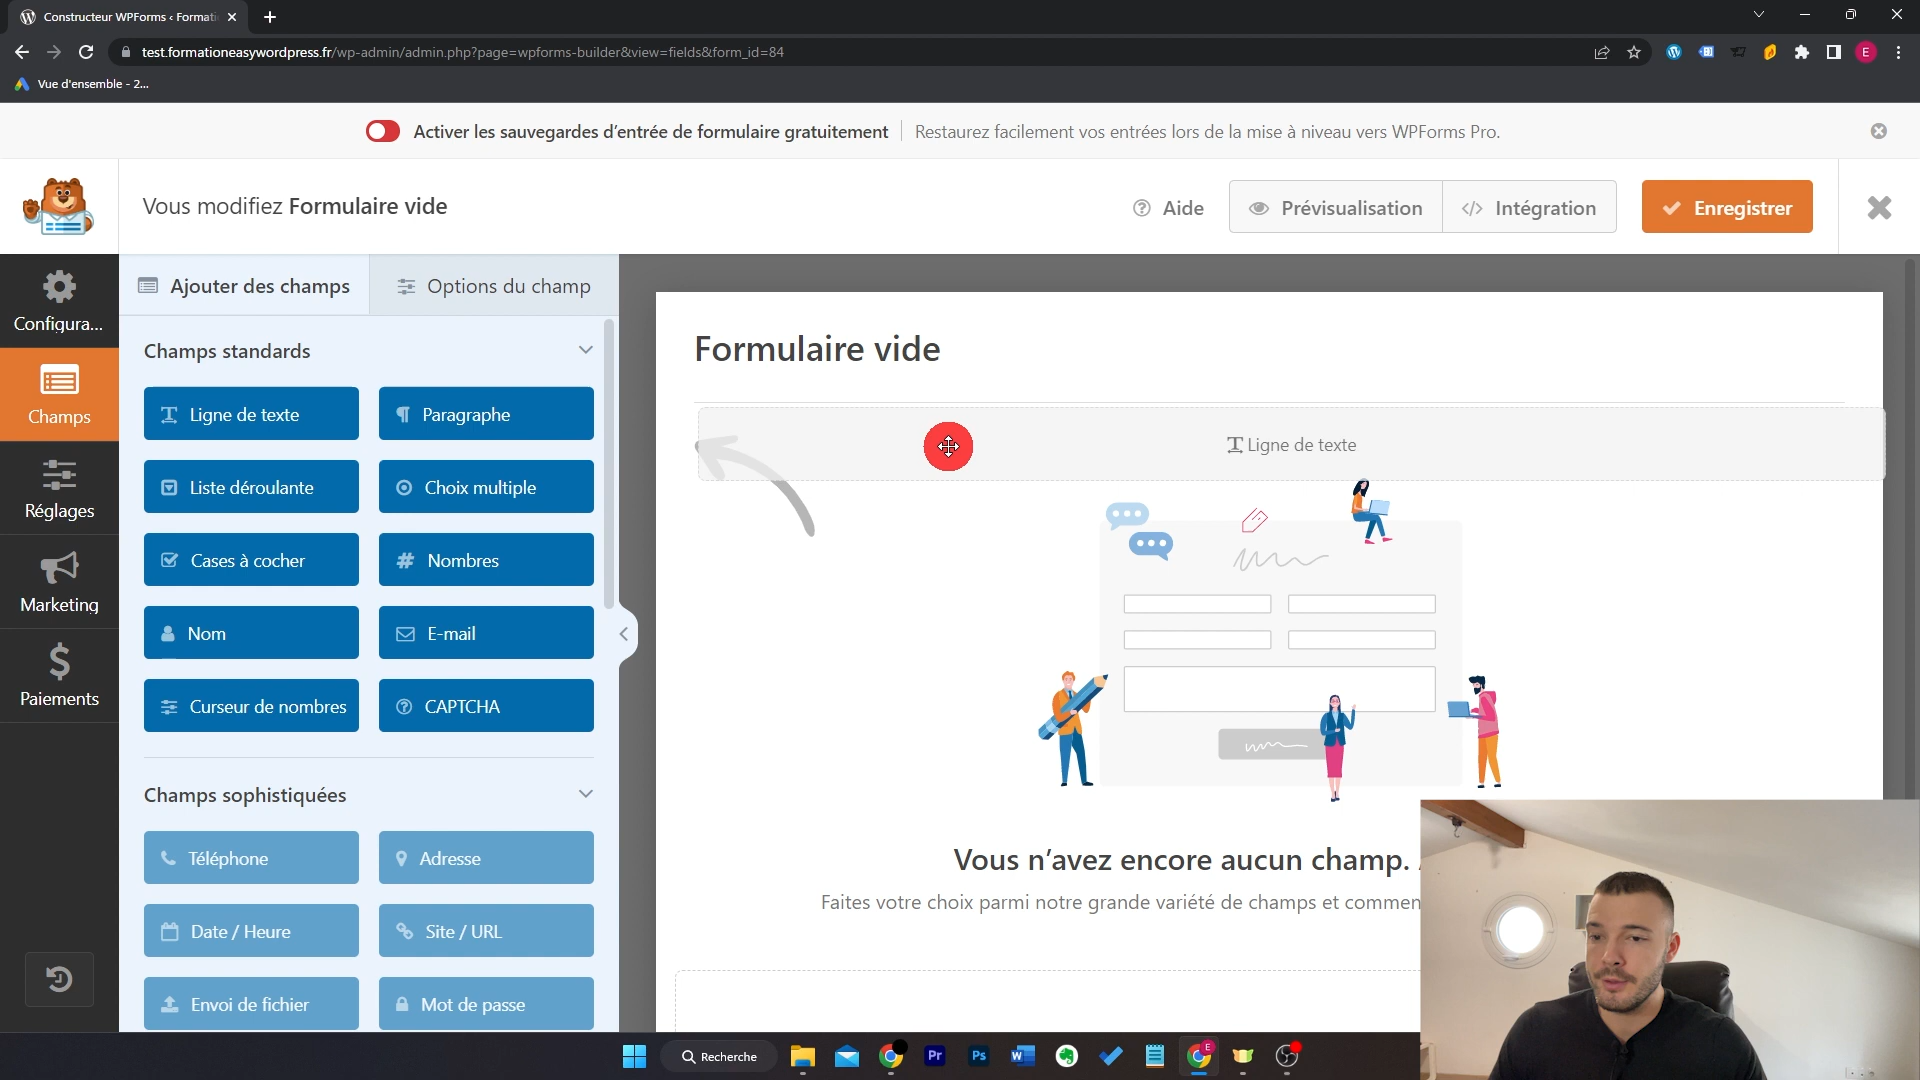 Constructeur WPForms ‹ Formati
test.formationeasywordpress.fr/wp-admin/admin.php?page=wpforms-builder&view=fields&form_id=84
E
Vue d'ensemble - 2...
Activer les sauvegardes d’entrée de formulaire gratuitement
Restaurez facilement vos entrées lors de la mise à niveau vers WPForms Pro.
Vous modifiez Formulaire vide
Aide
Prévisualisation
Intégration
Enregistrer
Configura...
Champs
Réglages
Marketing
Paiements
Ajouter des champs
Options du champ
Champs standards
Ligne de texte
Paragraphe
Liste déroulante
Choix multiple
Cases à cocher
Nombres
Nom
E-mail
Curseur de nombres
CAPTCHA
Champs sophistiquées
Téléphone
Adresse
Date / Heure
Site / URL
Envoi de fichier
Mot de passe
Formulaire vide
Ligne de texte
Vous n’avez encore aucun champ.
Faites votre choix parmi notre grande variété de champs et commen
Recherche
Pr
Ps
W
E